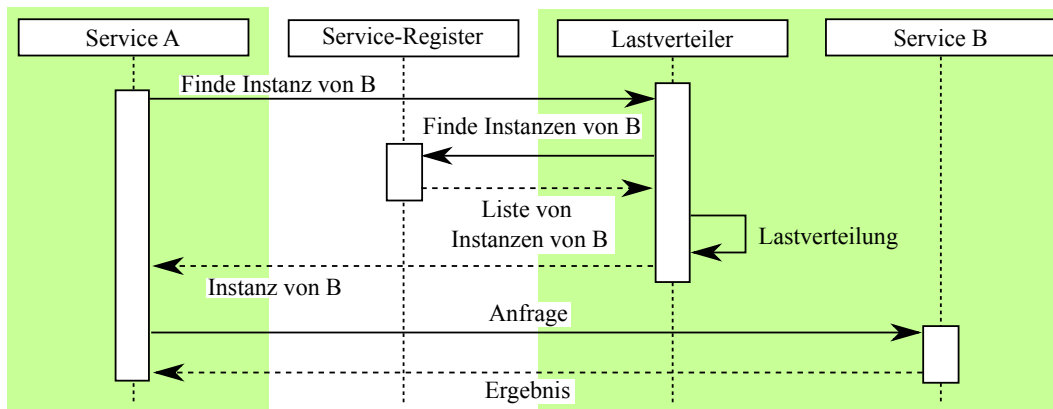 Service A
Service-Register
Lastverteiler
Service B
Finde Instanz von B
Finde Instanzen von B
Liste von
Instanzen von B
Lastverteilung
Instanz von B
Anfrage
Ergebnis